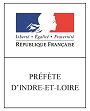 Liberté • Égalité • Fraternité
RÉPUBLIQUE FRANÇAISE
PRÉFÈTE
D'INDRE-ET-LOIRE